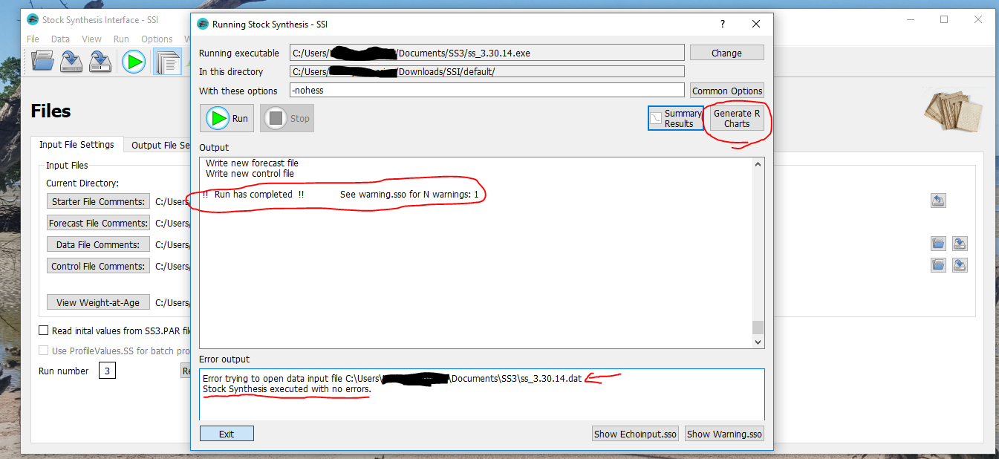 Stock Synthesis Interface - SSI
File Data View Run Options W
Files
Input File Settings
Output File Se
Input Files
Current Directory:
Starter File Comments: C:/Users/
Forecast File Comments: C:/Users/
Data File Comments: C:/Users/
Control File Comments: C:/Users/
View Weight-at-Age C:/Users/
Read inital values from SS3.PAR file
Use ProfileValues.SS for batch pro
Run number 3 Re
Running Stock Synthesis - SSI
?
Running executable C:/Users/ /Documents/SS3/ss_3.30.14.exe Change
In this directory C:/Users/ /Downloads/SSI/default/
With these options -nohess Common Options
Run Stop
Summary
Results
Generate R
Charts
Output
Write new forecast file
Write new control file
!! Run has completed !! See warning.sso for N warnings: 1
Error output
Error trying to open data input file C:\Users\ \Documents\SS3\ss_3.30.14.dat
Stock Synthesis executed with no errors.
Exit Show Echoinput.sso Show Warning.sso